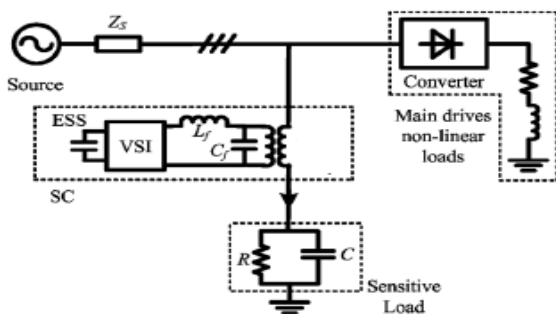 Z_S
Source
Converter
Main drives
non-linear
loads
ESS
VSI
L_f
C_f
SC
R
C
Sensitive
Load